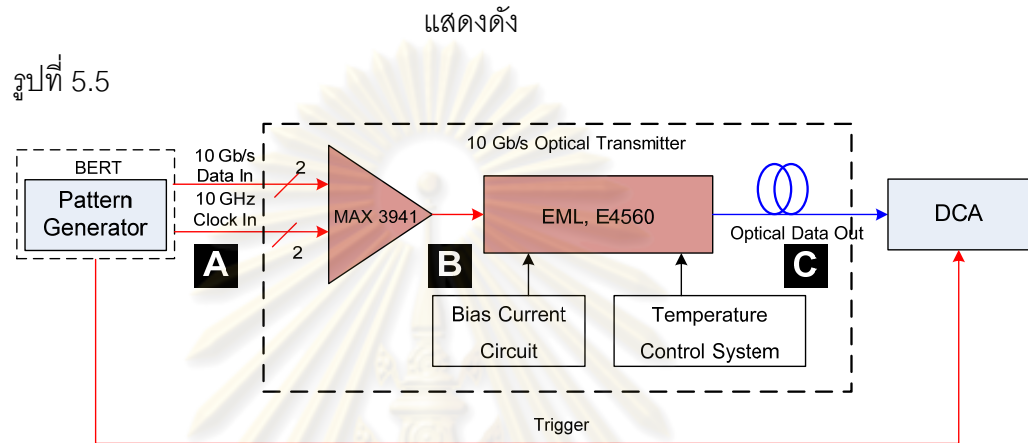 แสดงดัง
รูปที่ 5.5
BERT
Pattern
Generator
10 Gb/s
Data In
10 GHz
Clock In
2
2
A
10 Gb/s Optical Transmitter
MAX 3941
B
EML, E4560
Optical Data Out
C
DCA
Bias Current
Circuit
Temperature
Control System
Trigger